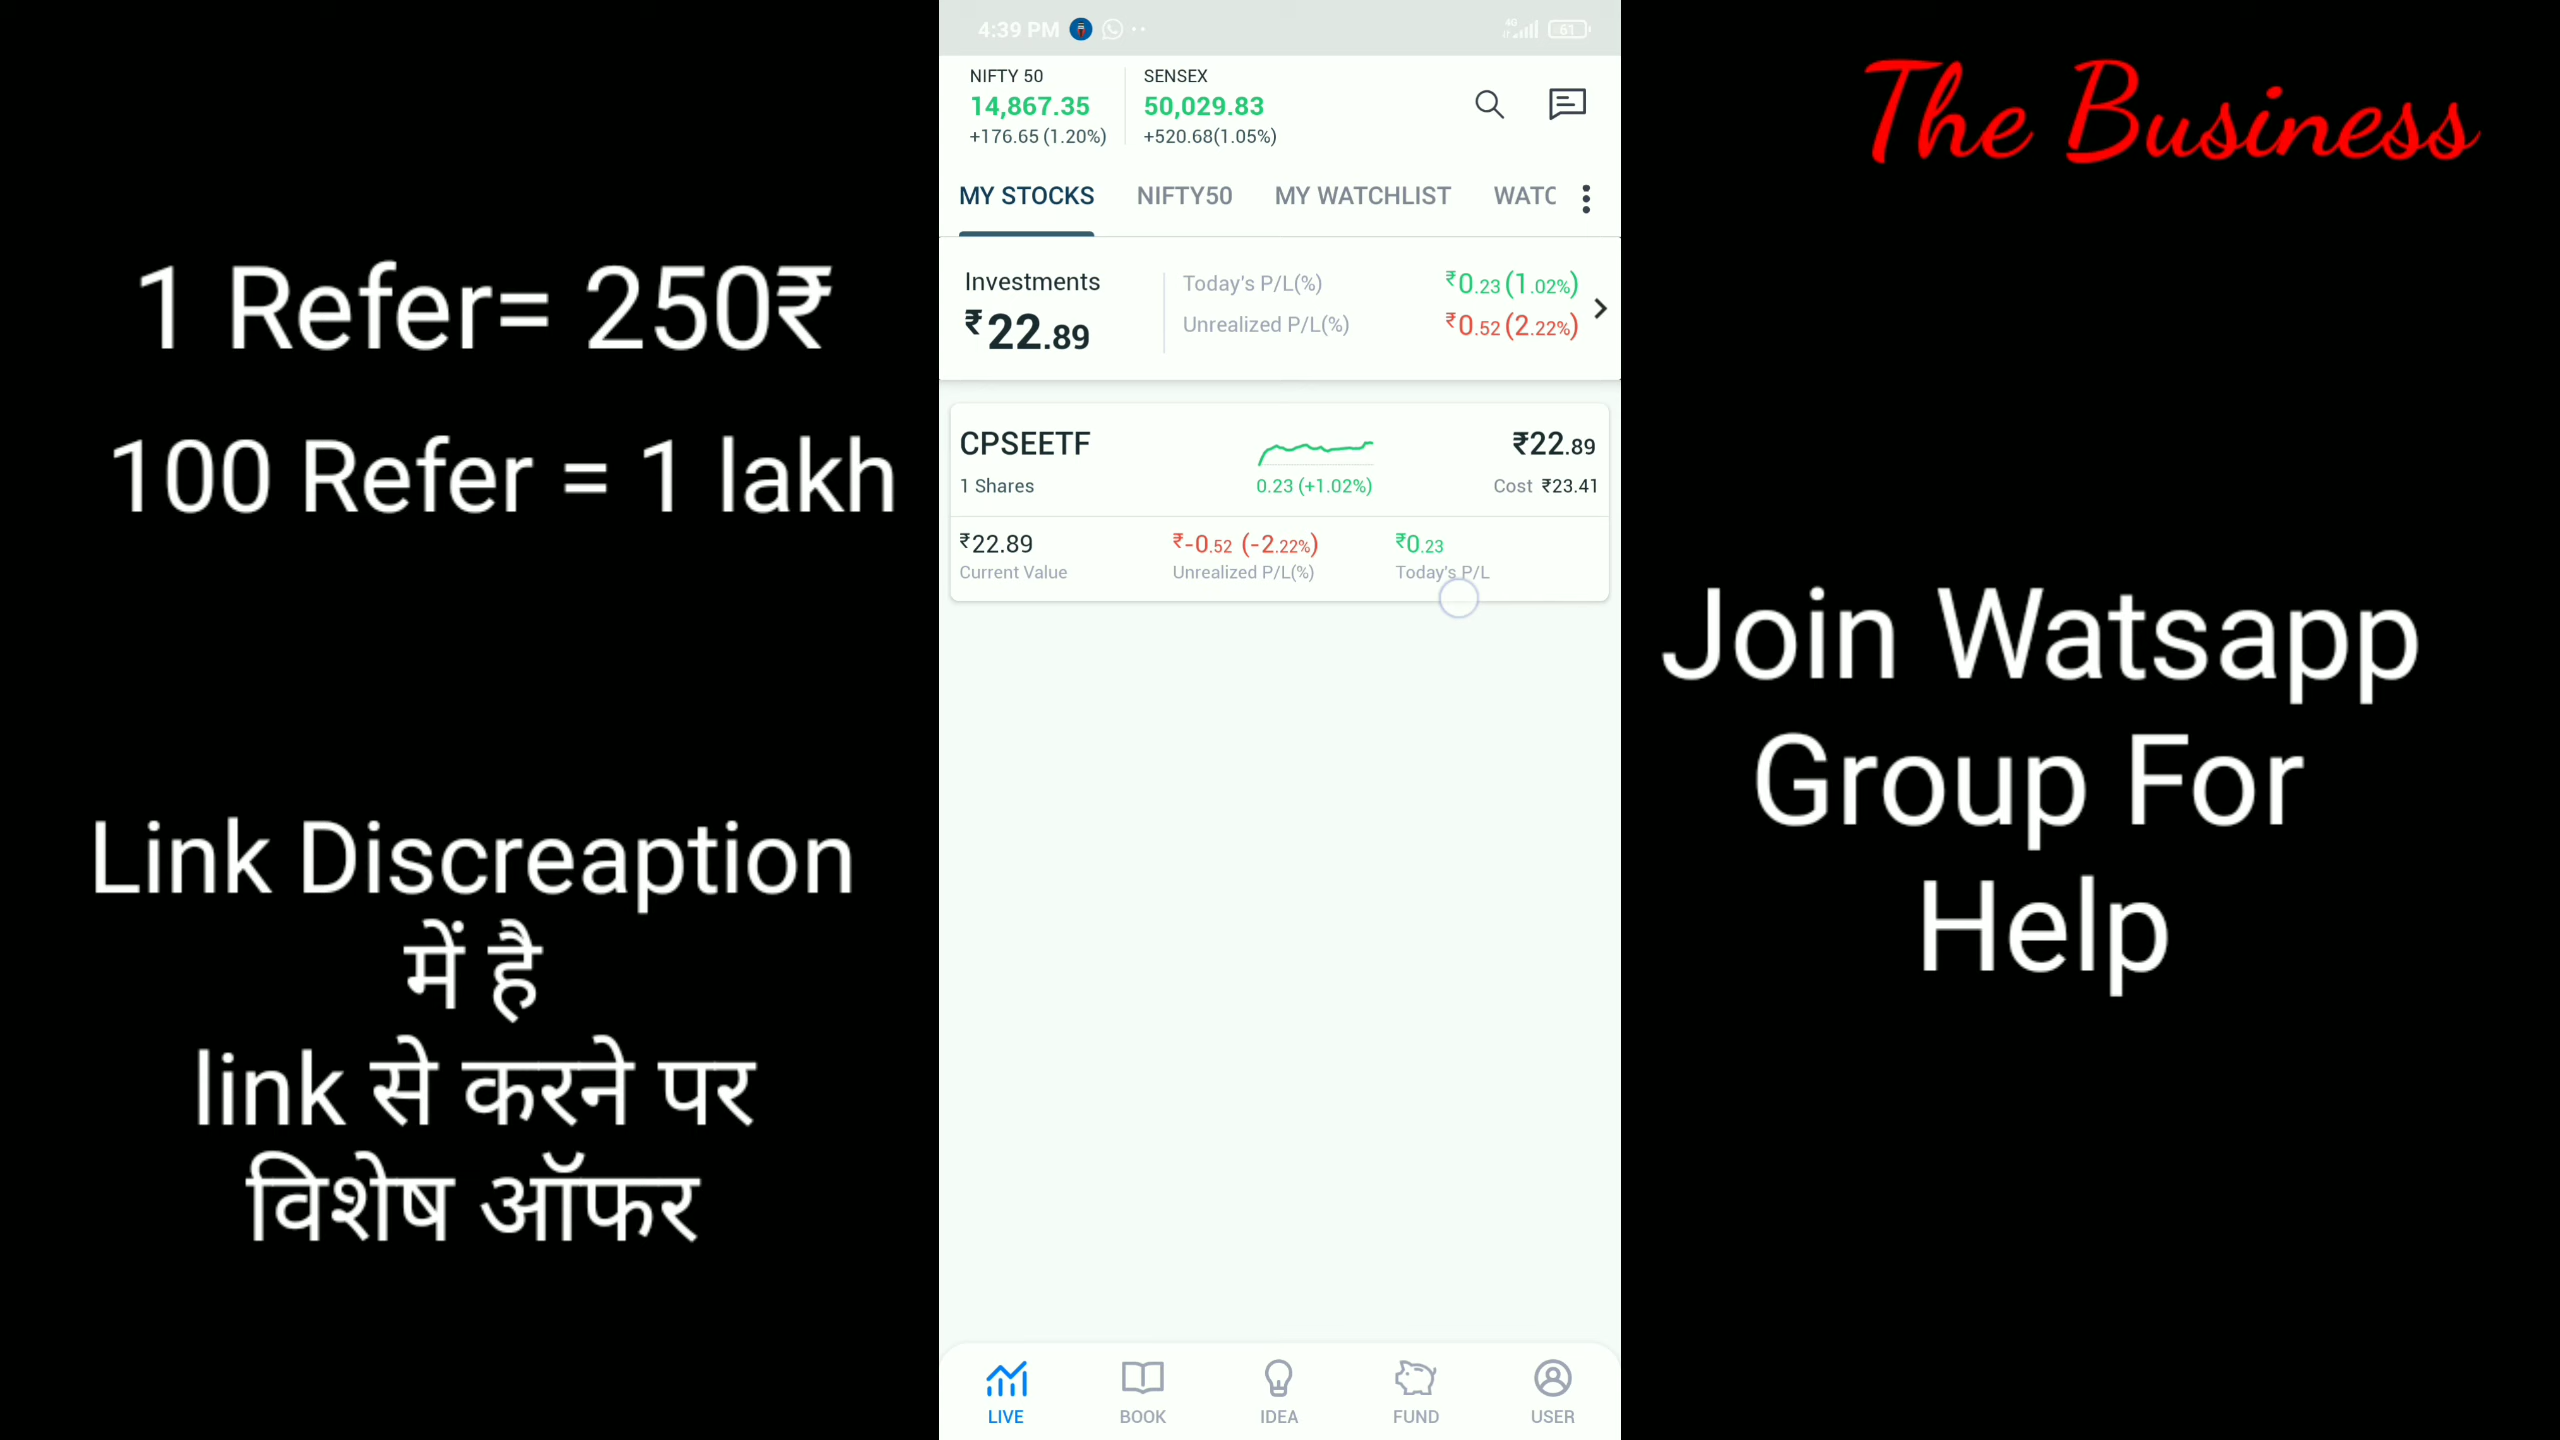 1 Refer= 250₹
100 Refer = 1 lakh
Link Discreaption
में है
link से करने पर
विशेष ऑफर
4:39 PM
4G
61
NIFTY 50
14,867.35
+176.65 (1.20%)
SENSEX
50,029.83
+520.68(1.05%)
MY STOCKS NIFTY50 MY WATCHLIST WATC
Investments
₹22.89
Today's P/L(%) ₹0.23 (1.02%)
Unrealized P/L(%) ₹0.52 (2.22%)
CPSEETF ₹22.89
1 Shares 0.23 (+1.02%) Cost ₹23.41
₹22.89 ₹-0.52 (-2.22%) ₹0.23
Current Value Unrealized P/L(%) Today's P/L
LIVE BOOK IDEA FUND USER
The Business
Join Watsapp
Group For
Help